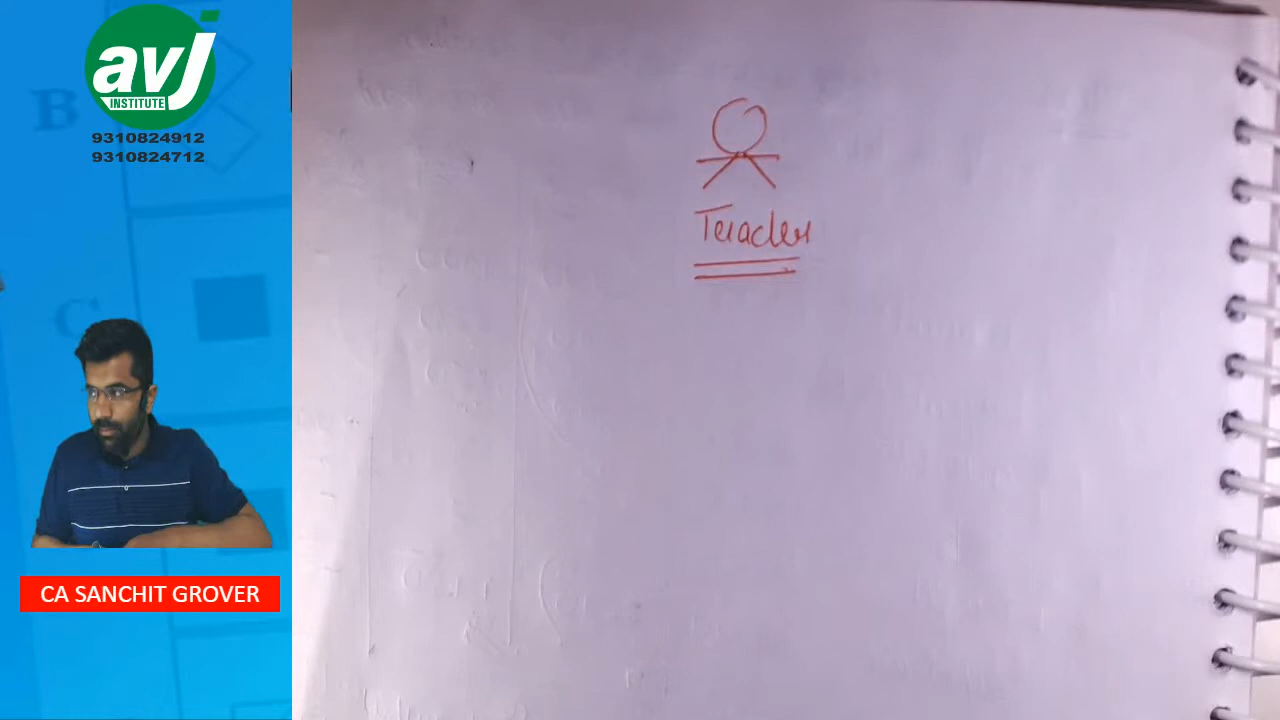 avj
INSTITUTE
9310824912
9310824712
Teacher
CA SANCHIT GROVER